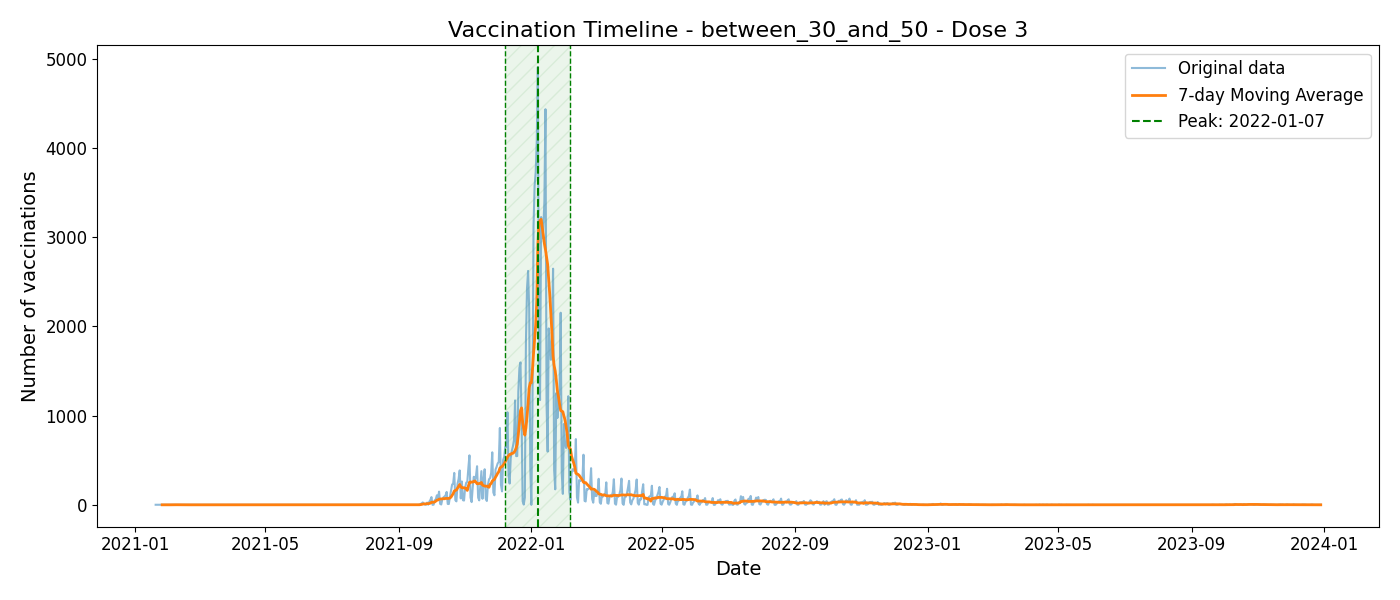 Vaccination Timeline - between_30_and_50 - Dose 3
Number of vaccinations
5000
4000
3000
2000
1000
0
Original data
7-day Moving Average
Peak: 2022-01-07
2021-01
2021-05
2021-09
2022-01
2022-05
2022-09
2023-01
2023-05
2023-09
2024-01
Date